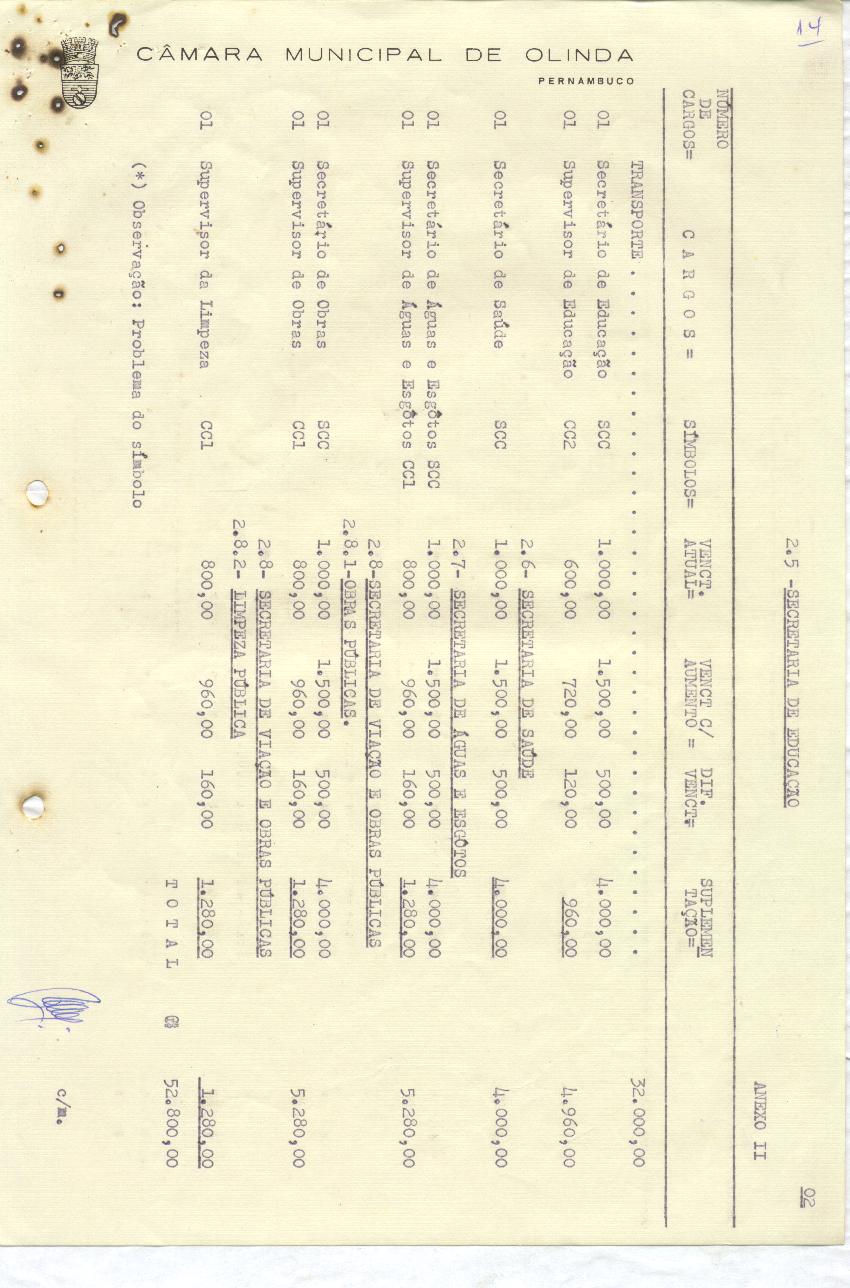 14
CÂMARA MUNICIPAL DE OLINDA
PERNAMBUCO
02
2.5 -SECRETARIA DE EDUCAÇÃO
ANEXO II
NÚMERO DE CARGOS= C A R G O S = SÍMBOLOS= VENCT. ATUAL= VENCT C/ AUMENTO = DIF. VENCT= SUPLEMEN TAÇÃO=
TRANSPORTE . . . . . . . . . . . . . . . . . . . . . . . . 32.000,00
01 Secretário de Educação SCC 1.000,00 1.500,00 500,00 4.000,00
01 Supervisor de Educação CC2 600,00 720,00 120,00 960,00 4.960,00
2.6- SECRETARIA DE SAÚDE
01 Secretário de Saúde SCC 1.000,00 1.500,00 500,00 4.000,00 4.000,00
2.7- SECRETARIA DE ÁGUAS E ESGÔTOS
01 Secretário de Águas e Esgôtos SCC 1.000,00 1.500,00 500,00 4.000,00
01 Supervisor de Águas e Esgôtos CC1 800,00 960,00 160,00 1.280,00 5.280,00
2.8-SECRETARIA DE VIAÇÃO E OBRAS PÚBLICAS
2.8.1-OBRAS PÚBLICAS.
01 Secretário de Obras SCC 1.000,00 1.500,00 500,00 4.000,00
01 Supervisor de Obras CC1 800,00 960,00 160,00 1.280,00 5.280,00
2.8- SECRETARIA DE VIAÇÃO E OBRAS PÚBLICAS
2.8.2- LIMPEZA PÚBLICA
01 Supervisor da Limpeza CC1 800,00 960,00 160,00 1.280,00 1.280,00
T O T A L 52.800,00
(*) Observação: Problema do símbolo
c/m.